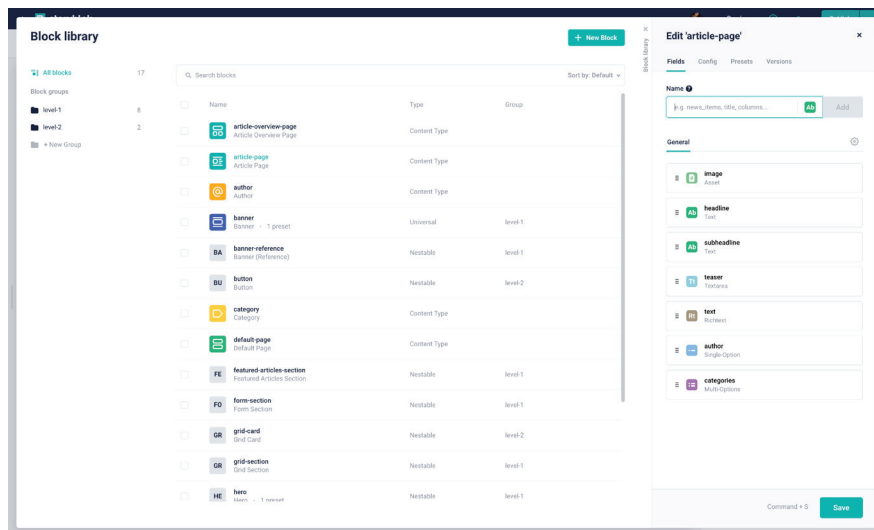 Block library
+ New Block
All blocks 17
Block groups
level-1 8
level-2 2
+ New Group
Search blocks
Sort by: Default
Name Type Group
article-overview-page
Article Overview Page
Content Type
article-page
Article Page
Content Type
@
author
Author
Content Type
banner
Banner · 1 preset
Universal level-1
BA
banner-reference
Banner (Reference)
Nestable level-1
BU
button
Button
Nestable level-2
category
Category
Content Type
default-page
Default Page
Content Type
FE
featured-articles-section
Featured Articles Section
Nestable level-1
FO
form-section
Form Section
Nestable level-1
GR
grid-card
Grid Card
Nestable level-2
GR
grid-section
Grid Section
Nestable level-1
HE
hero
Hero · 1 preset
Nestable level-1
Block library
Edit 'article-page'
Fields Config Presets Versions
Name ?
e.g. news_items, title, columns... Ab Add
General
image
Asset
Ab
headline
Text
Ab
subheadline
Text
Tt
teaser
Textarea
Rt
text
Richtext
author
Single-Option
categories
Multi-Options
Command + S Save